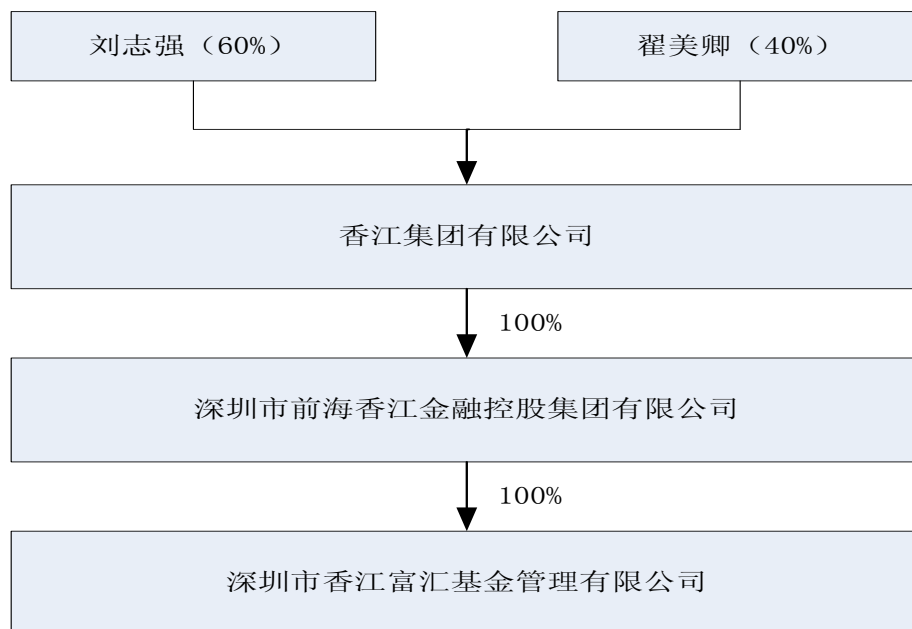 刘志强（60%）
翟美卿（40%）
香江集团有限公司
100%
深圳市前海香江金融控股集团有限公司
100%
深圳市香江富汇基金管理有限公司